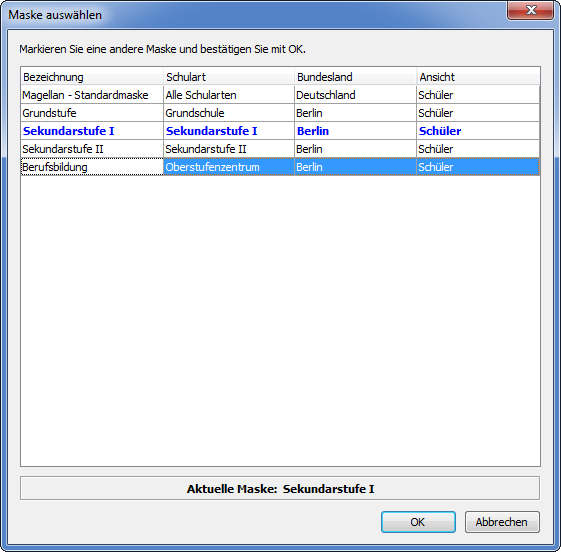 Maske auswählen
Markieren Sie eine andere Maske und bestätigen Sie mit OK.
Bezeichnung Schulart Bundesland Ansicht
Magellan - Standardmaske Alle Schularten Deutschland Schüler
Grundstufe Grundschule Berlin Schüler
Sekundarstufe I Sekundarstufe I Berlin Schüler
Sekundarstufe II Sekundarstufe II Berlin Schüler
Berufsbildung Oberstufenzentrum Berlin Schüler
Aktuelle Maske: Sekundarstufe I
OK Abbrechen